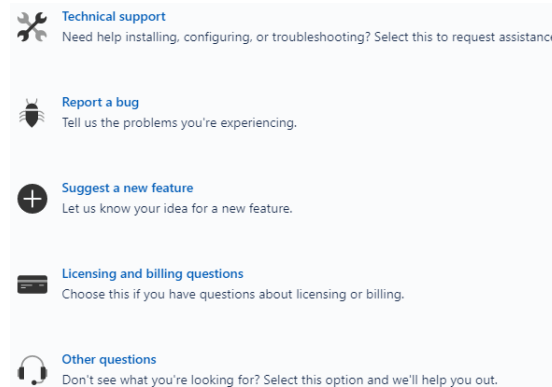 Technical support
Need help installing, configuring, or troubleshooting? Select this to request assistance
Report a bug
Tell us the problems you're experiencing.
Suggest a new feature
Let us know your idea for a new feature.
Licensing and billing questions
Choose this if you have questions about licensing or billing.
Other questions
Don't see what you're looking for? Select this option and we'll help you out.